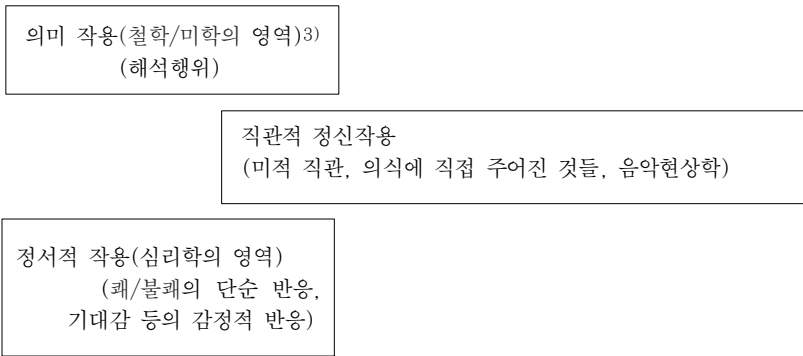 의미 작용(철학/미학의 영역)3)
(해석행위)
직관적 정신작용
(미적 직관, 의식에 직접 주어진 것들, 음악현상학)
정서적 작용(심리학의 영역)
(쾌/불쾌의 단순 반응,
기대감 등의 감정적 반응)